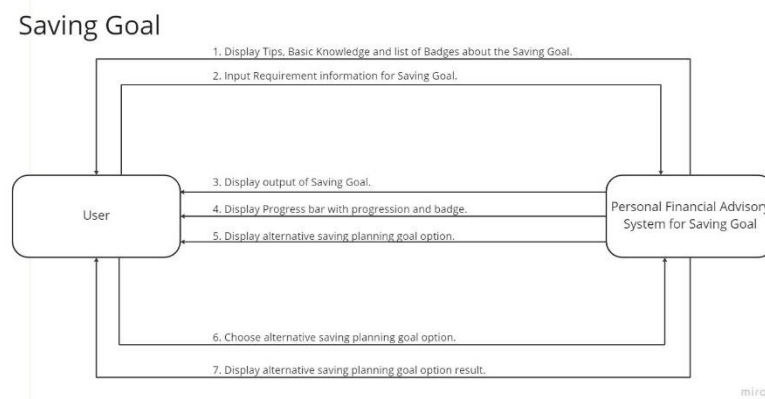 Saving Goal
1. Display Tips, Basic Knowledge and list of Badges about the Saving Goal.
2. Input Requirement information for Saving Goal.
3. Display output of Saving Goal.
User
4. Display Progress bar with progression and badge.
Personal Financial Advisory
System for Saving Goal
5. Display alternative saving planning goal option.
6. Choose alternative saving planning goal option.
7. Display alternative saving planning goal option result.
miro